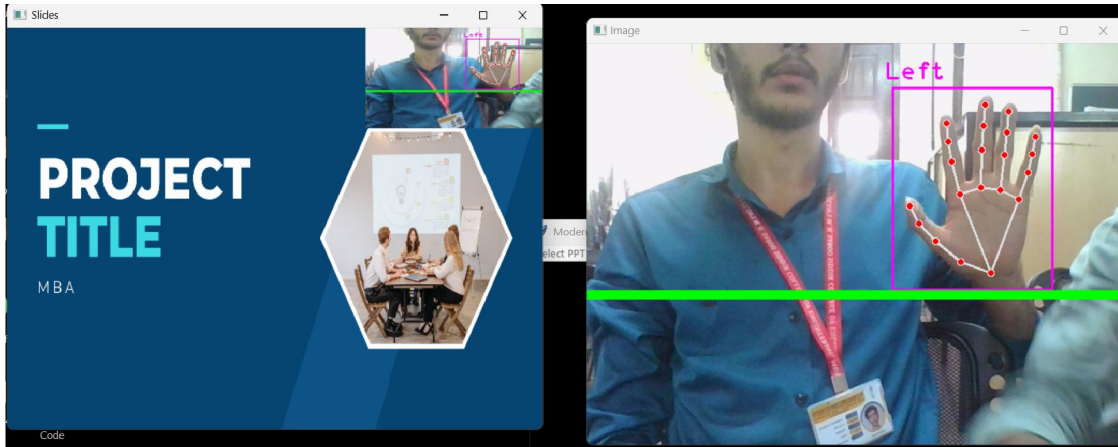 Slides
Left
PROJECT
TITLE
MBA
Code
Moder
elect PPT
Image
Left